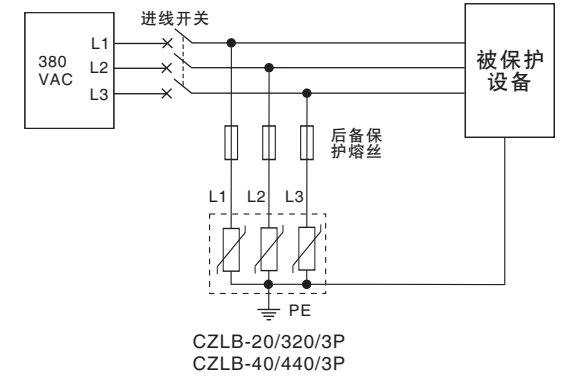 进线开关
380
VAC
L1
L2
L3
被保护
设备
后备保
护熔丝
L1 L2 L3
PE
CZLB-20/320/3P
CZLB-40/440/3P